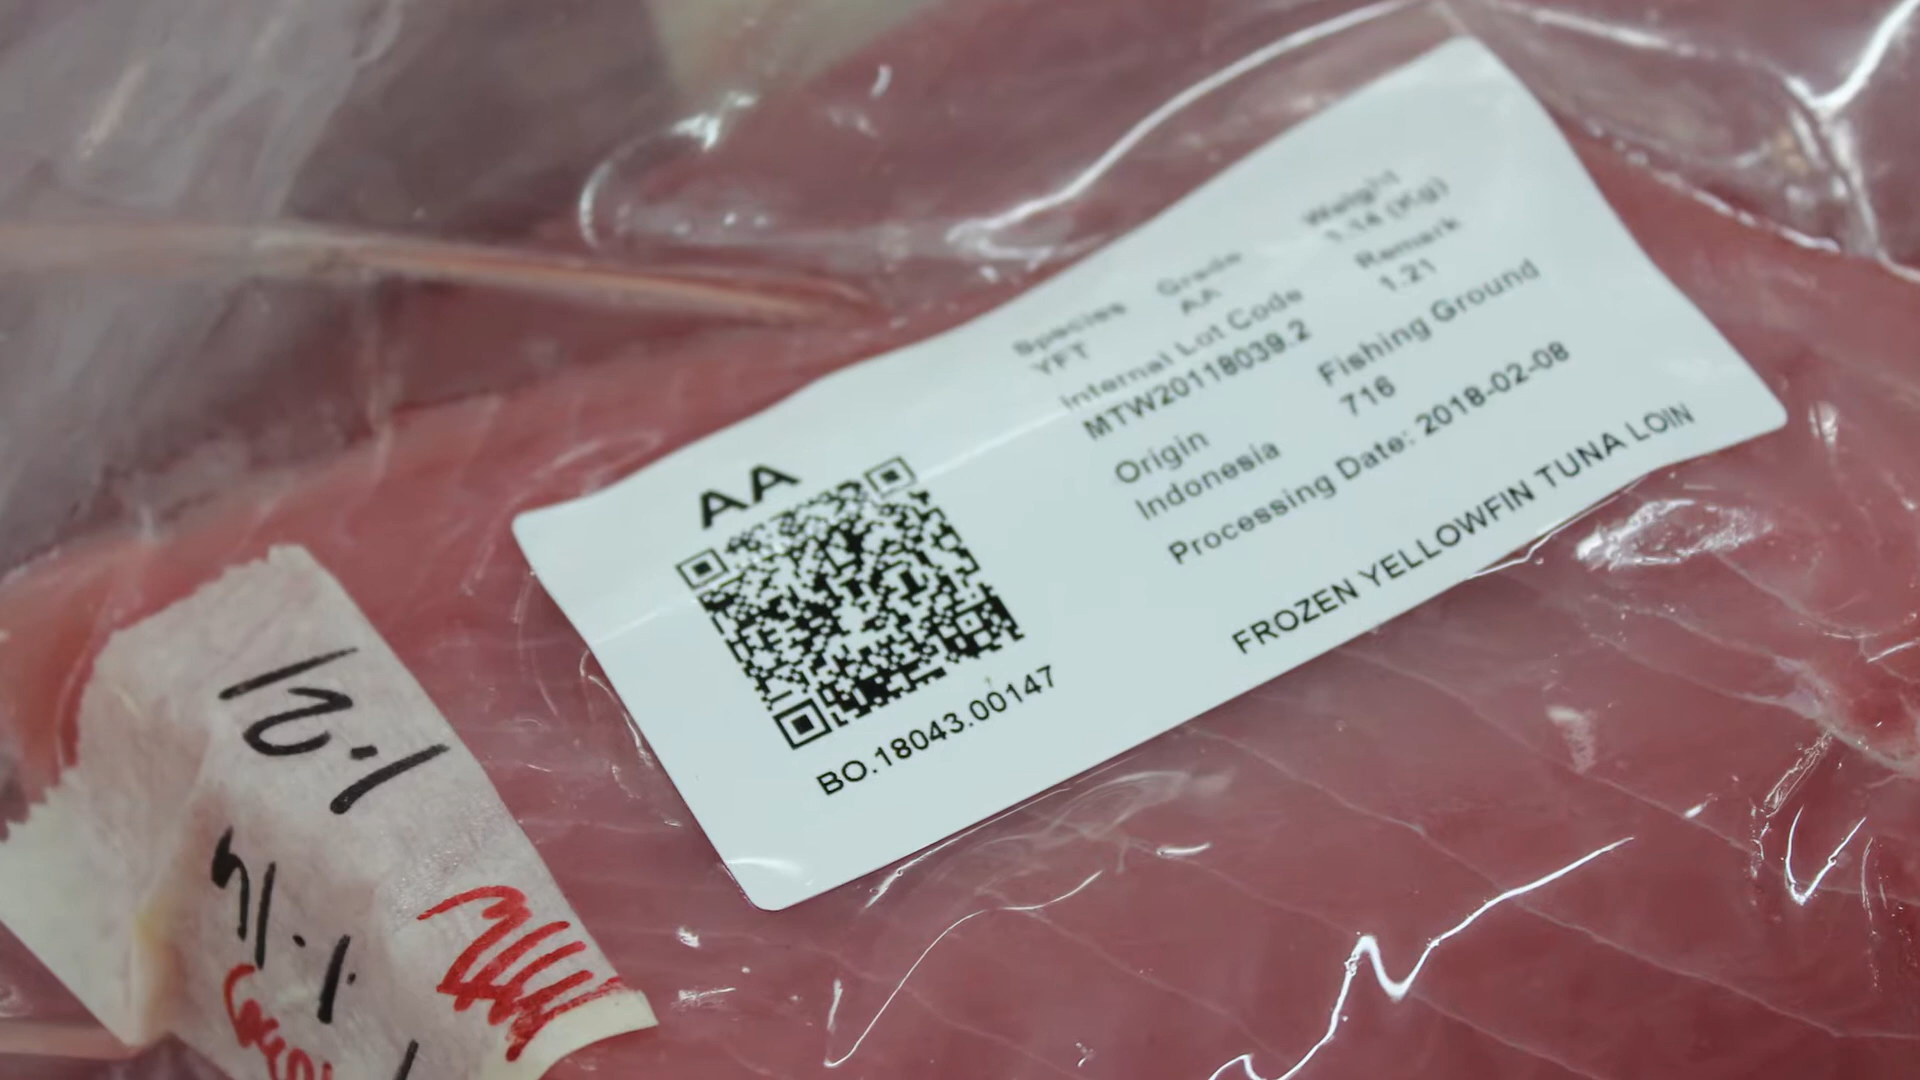 AA
BO.18043.00147
Species Grade Weight
YFT AA 1.14 (Kg)
Internal Lot Code Remark
MTW20118039.2 1.21
Origin Fishing Ground
Indonesia 716
Processing Date: 2018-02-08
FROZEN YELLOWFIN TUNA LOIN
1.21
1.14